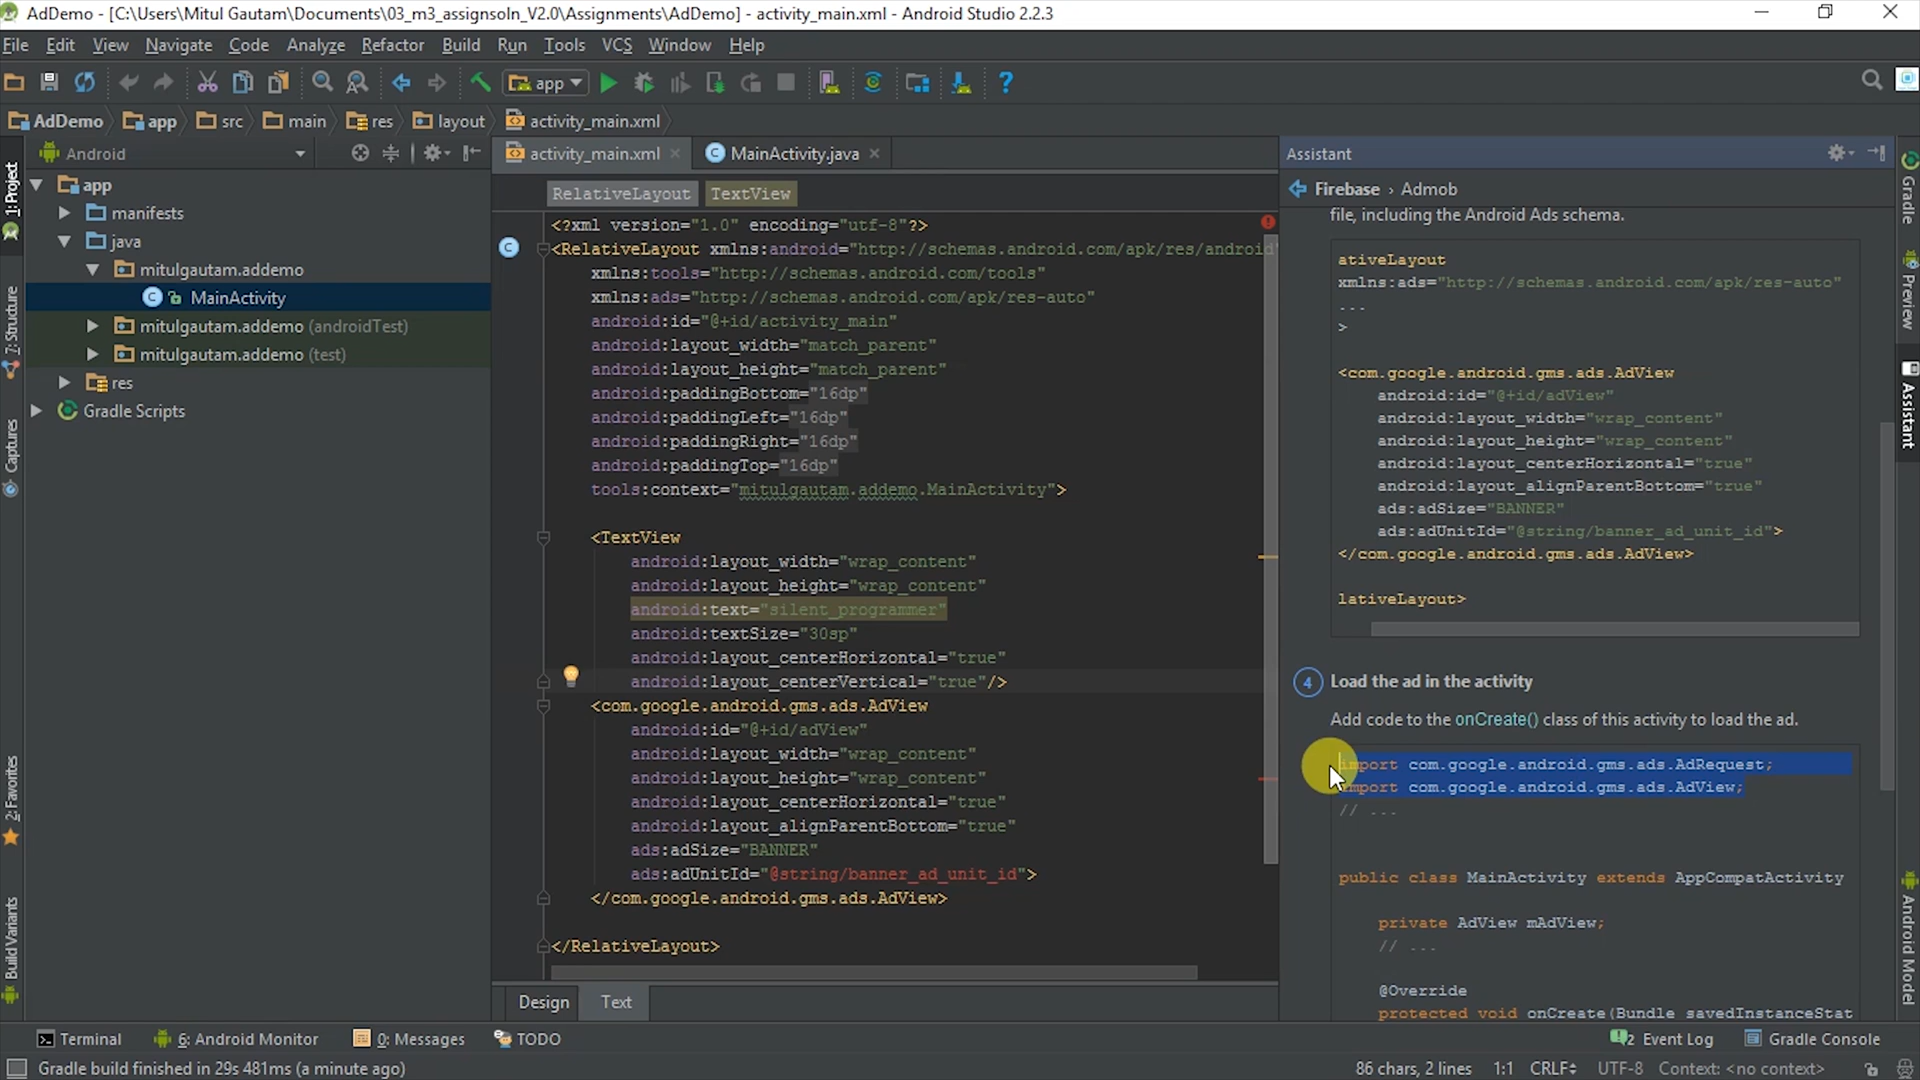 AdDemo - [C:\Users\Mitul Gautam\Documents\03_m3_assignsoln_V2.0\Assignments\AdDemo] - activity_main.xml - Android Studio 2.2.3
File Edit View Navigate Code Analyze Refactor Build Run Tools VCS Window Help
app
AdDemo app src main res layout activity_main.xml
Android
activity_main.xml MainActivity.java
Assistant
1: Project
7: Structure
Captures
2: Favorites
Build Variants
app
manifests
java
mitulgautam.addemo
MainActivity
mitulgautam.addemo (androidTest)
mitulgautam.addemo (test)
res
Gradle Scripts
RelativeLayout TextView
<?xml version="1.0" encoding="utf-8"?>
<RelativeLayout xmlns:android="http://schemas.android.com/apk/res/android"
xmlns:tools="http://schemas.android.com/tools"
xmlns:ads="http://schemas.android.com/apk/res-auto"
android:id="@+id/activity_main"
android:layout_width="match_parent"
android:layout_height="match_parent"
android:paddingBottom="16dp"
android:paddingLeft="16dp"
android:paddingRight="16dp"
android:paddingTop="16dp"
tools:context="mitulgautam.addemo.MainActivity">
<TextView
android:layout_width="wrap_content"
android:layout_height="wrap_content"
android:text="silent_programmer"
android:textSize="30sp"
android:layout_centerHorizontal="true"
android:layout_centerVertical="true"/>
<com.google.android.gms.ads.AdView
android:id="@+id/adView"
android:layout_width="wrap_content"
android:layout_height="wrap_content"
android:layout_centerHorizontal="true"
android:layout_alignParentBottom="true"
ads:adSize="BANNER"
ads:adUnitId="@string/banner_ad_unit_id">
</com.google.android.gms.ads.AdView>
</RelativeLayout>
Design Text
Firebase › Admob
file, including the Android Ads schema.
ativeLayout
xmlns:ads="http://schemas.android.com/apk/res-auto"
...
>
<com.google.android.gms.ads.AdView
android:id="@+id/adView"
android:layout_width="wrap_content"
android:layout_height="wrap_content"
android:layout_centerHorizontal="true"
android:layout_alignParentBottom="true"
ads:adSize="BANNER"
ads:adUnitId="@string/banner_ad_unit_id">
</com.google.android.gms.ads.AdView>
lativeLayout>
4 Load the ad in the activity
Add code to the onCreate() class of this activity to load the ad.
import com.google.android.gms.ads.AdRequest;
import com.google.android.gms.ads.AdView;
// ...
public class MainActivity extends AppCompatActivity
private AdView mAdView;
// ...
@Override
protected void onCreate(Bundle savedInstanceStat
Gradle
Preview
Assistant
Android Model
Terminal 6: Android Monitor 0: Messages TODO 2 Event Log Gradle Console
Gradle build finished in 29s 481ms (a minute ago) 86 chars, 2 lines 1:1 CRLF UTF-8 Context: <no context>